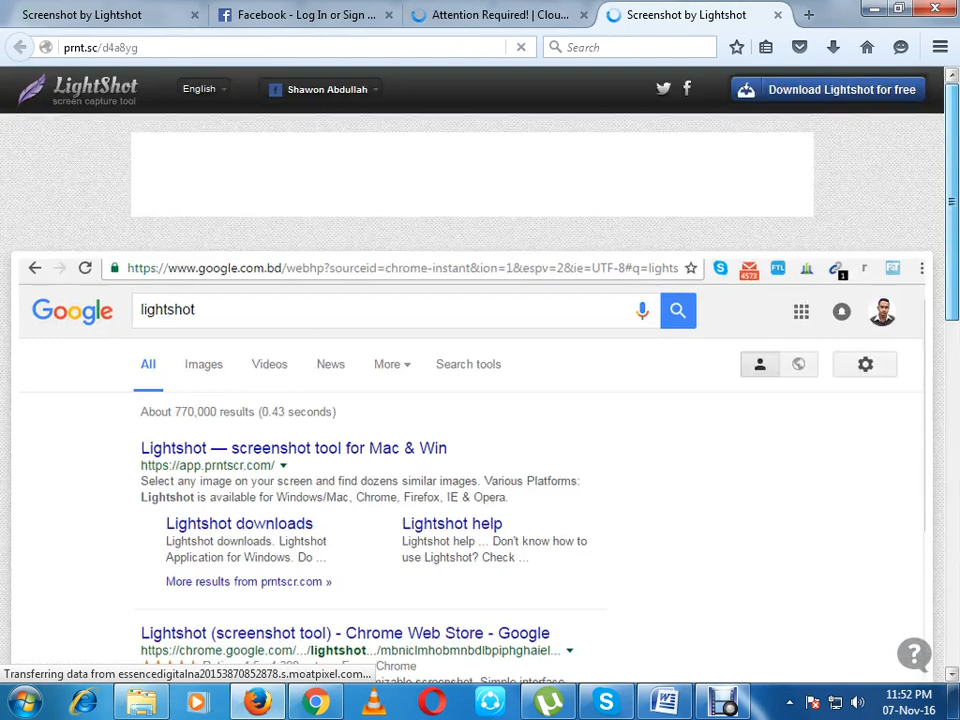 Screenshot by Lightshot
Facebook - Log In or Sign ...
Attention Required! | Clou...
Screenshot by Lightshot
prnt.sc/d4a8yg
Search
LightShot
screen capture tool
English
Shawon Abdullah
Download Lightshot for free
https://www.google.com.bd/webhp?sourceid=chrome-instant&ion=1&espv=2&ie=UTF-8#q=lights
4573
FTL
1
r
Google
lightshot
All
Images
Videos
News
More
Search tools
About 770,000 results (0.43 seconds)
Lightshot — screenshot tool for Mac & Win
https://app.prntscr.com/
Select any image on your screen and find dozens similar images. Various Platforms:
Lightshot is available for Windows/Mac, Chrome, Firefox, IE & Opera.
Lightshot downloads
Lightshot help
Lightshot downloads. Lightshot
Lightshot help ... Don't know how to
Application for Windows. Do ...
use Lightshot? Check ...
More results from prntscr.com »
Lightshot (screenshot tool) - Chrome Web Store - Google
https://chrome.google.com/.../lightshot.../mbniclmhobmnbdlbpiphghaiel...
Chrome
Transferring data from essencedigitalna20153870852878.s.moatpixel.com...
11:52 PM
07-Nov-16